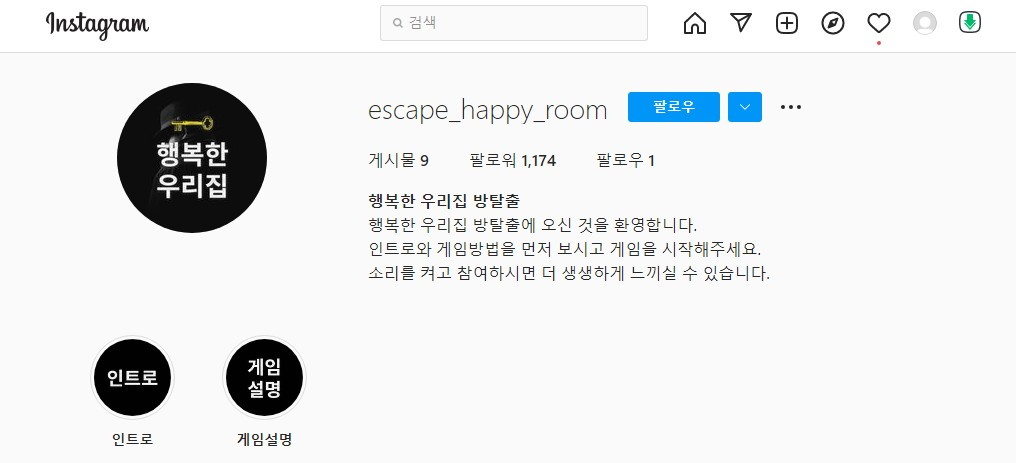 Instagram
검색
행복한
우리집
escape_happy_room
팔로우
게시물 9
팔로워 1,174
팔로우 1
행복한 우리집 방탈출
행복한 우리집 방탈출에 오신 것을 환영합니다.
인트로와 게임방법을 먼저 보시고 게임을 시작해주세요.
소리를 켜고 참여하시면 더 생생하게 느끼실 수 있습니다.
인트로
게임
설명
인트로
게임설명